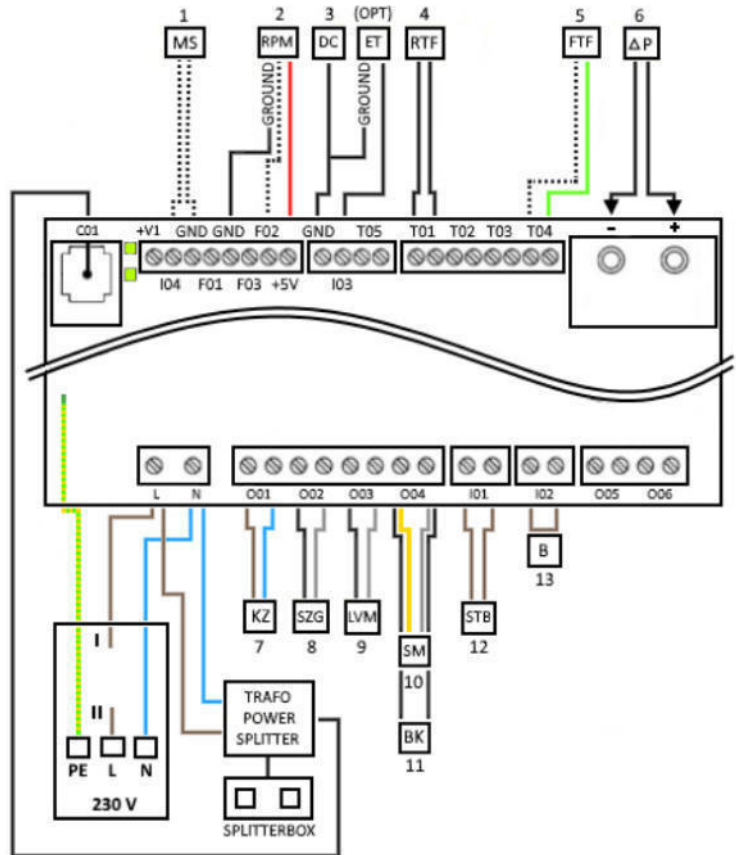 1 2 3 (OPT) 4 5 6
MS RPM DC ET RTF FTF ΔP
GROUND GROUND
C01 +V1 GND GND F02 GND T05 T01 T02 T03 T04 - +
I04 F01 F03 +5V I03
L N O01 O02 O03 O04 I01 I02 O05 O06
B
13
KZ SZG LVM STB
7 8 9 12
I
SM
10
II
TRAFO
POWER
SPLITTER
BK
11
PE L N
230 V
SPLITTERBOX